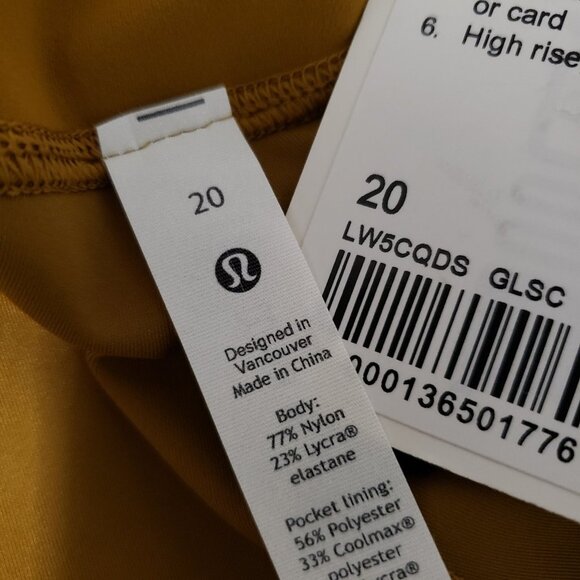 or card
6. High rise
20
LW5CQDS GLSC
000136501776
20
Designed in
Vancouver
Made in China
Body:
77% Nylon
23% Lycra®
elastane
Pocket lining:
56% Polyester
33% Coolmax®
polyester